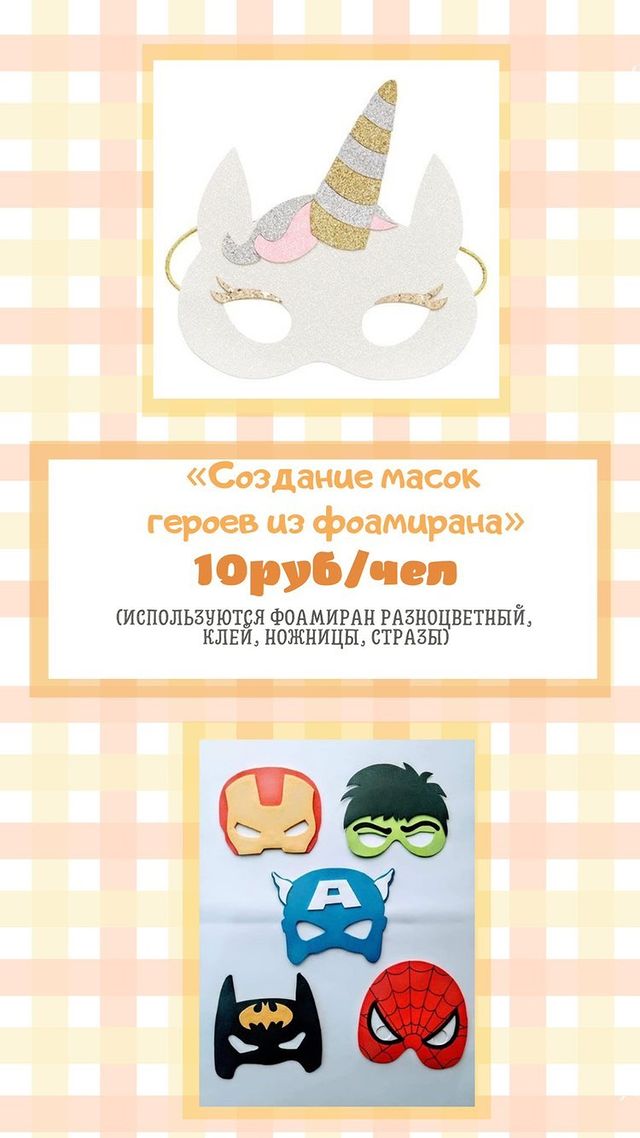 «Создание масок
героев из фоамирана»
10руб/чел
(ИСПОЛЬЗУЮТСЯ ФОАМИРАН РАЗНОЦВЕТНЫЙ,
КЛЕЙ, НОЖНИЦЫ, СТРАЗЫ)
A